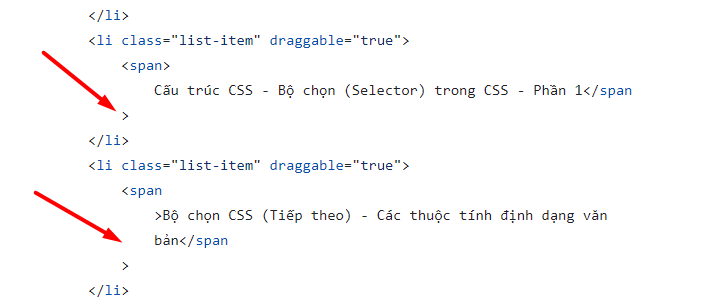 </li>
<li class="list-item" draggable="true">
<span>
Cấu trúc CSS - Bộ chọn (Selector) trong CSS - Phần 1</span
>
</li>
<li class="list-item" draggable="true">
<span
>Bộ chọn CSS (Tiếp theo) - Các thuộc tính định dạng văn
bản</span
>
</li>